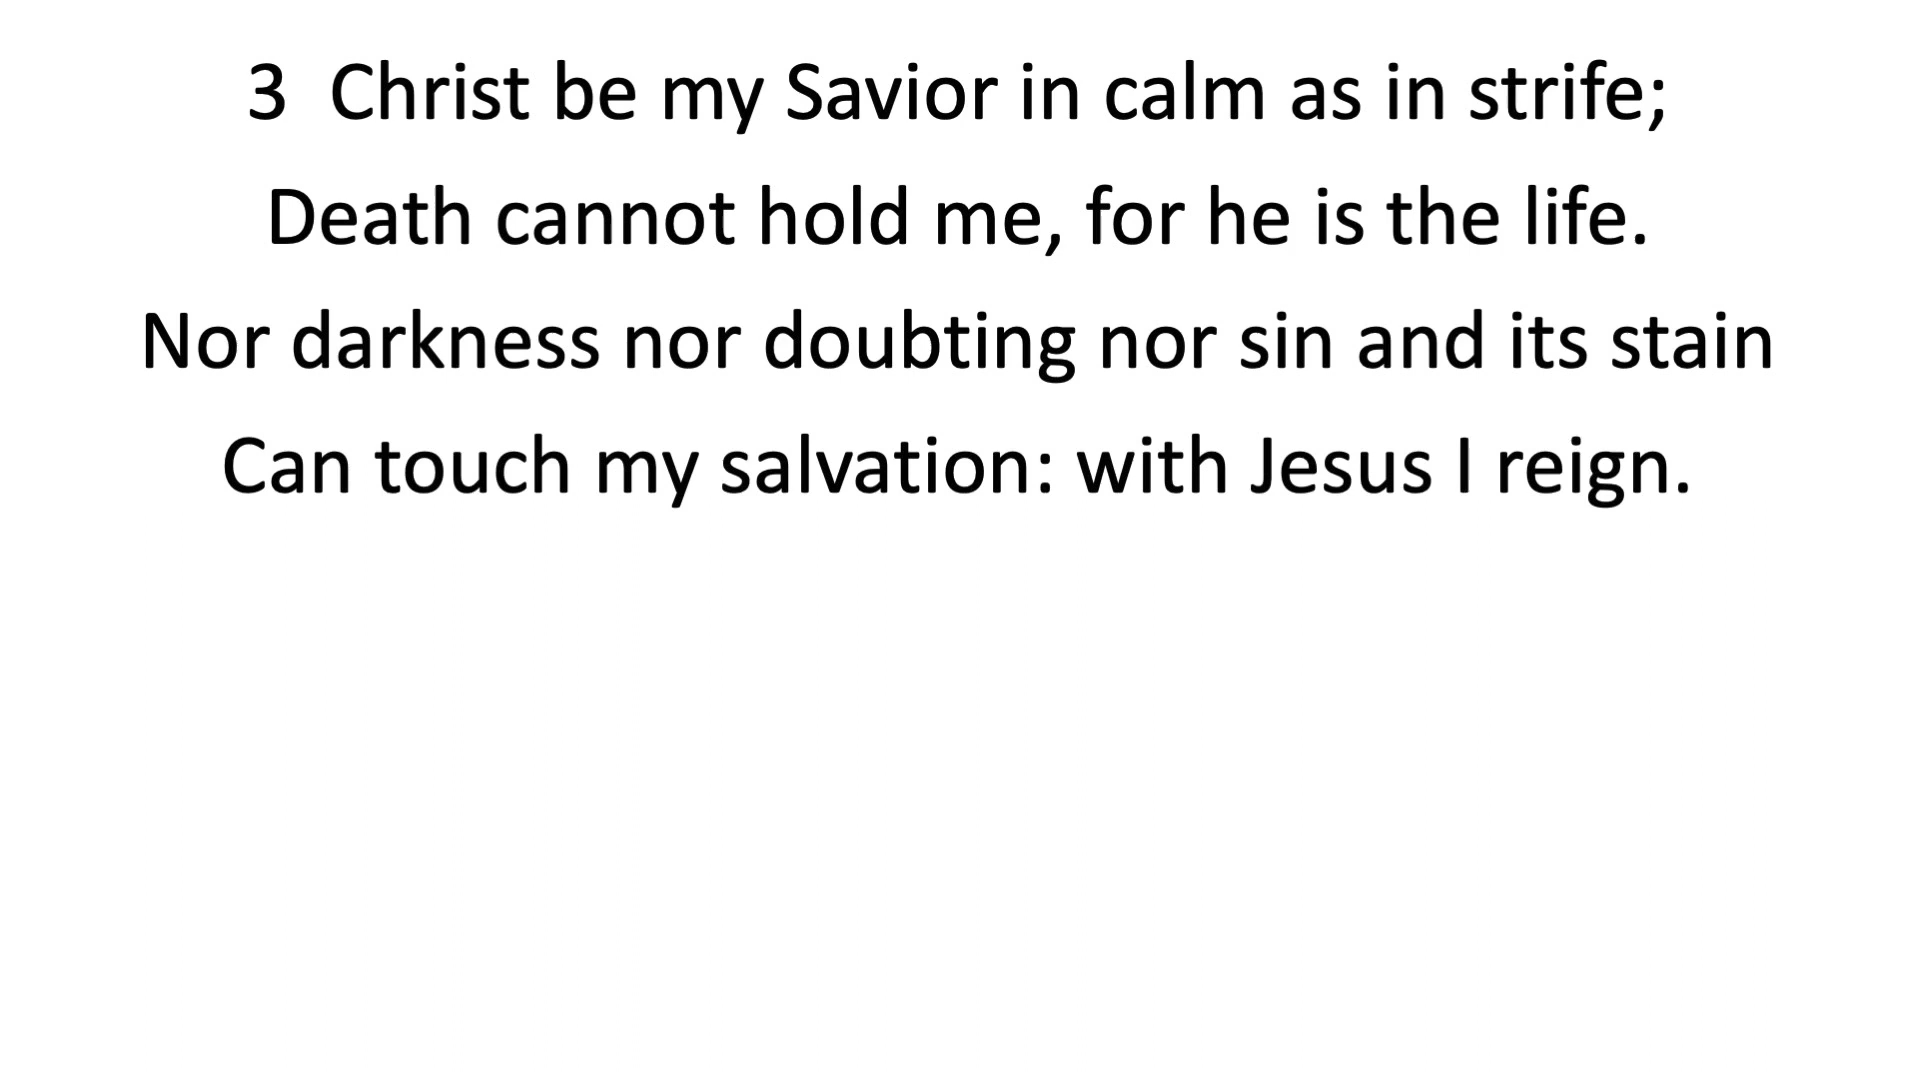 3  Christ be my Savior in calm as in strife;
Death cannot hold me, for he is the life.
Nor darkness nor doubting nor sin and its stain
Can touch my salvation: with Jesus I reign.